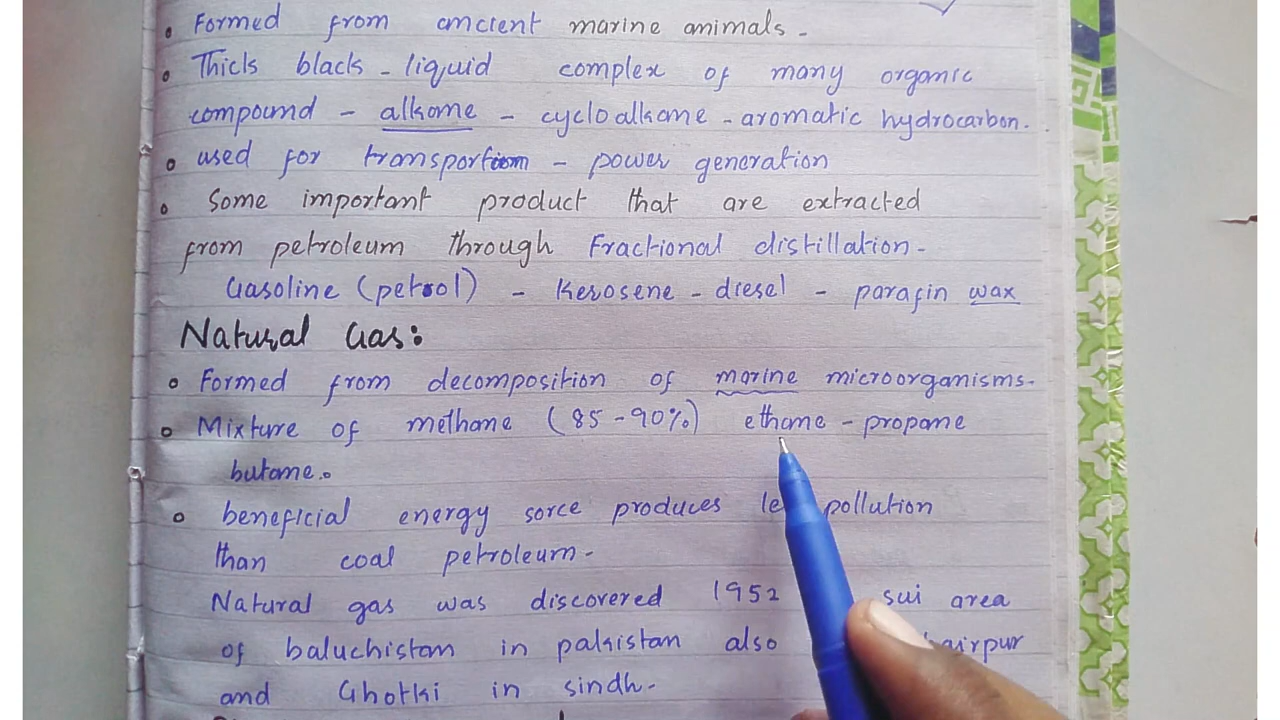 • Formed from ancient marine animals.
• Thick black - liquid complex of many organic
compound - alkane - cycloalkane - aromatic hydrocarbon.
• used for transportion - power generation
• Some important product that are extracted
from petroleum through Fractional distillation -
Gasoline (petrol) - Kerosene - diesel - parafin wax
Natural Gas:
• Formed from decomposition of marine microorganisms.
• Mixture of methane (85-90%) ethane - propane
butane.
• beneficial energy sorce produces pollution
than coal petroleum -
Natural gas was discovered 1952 sui area
of baluchistan in pakistan also
and Ghotki in sindh -